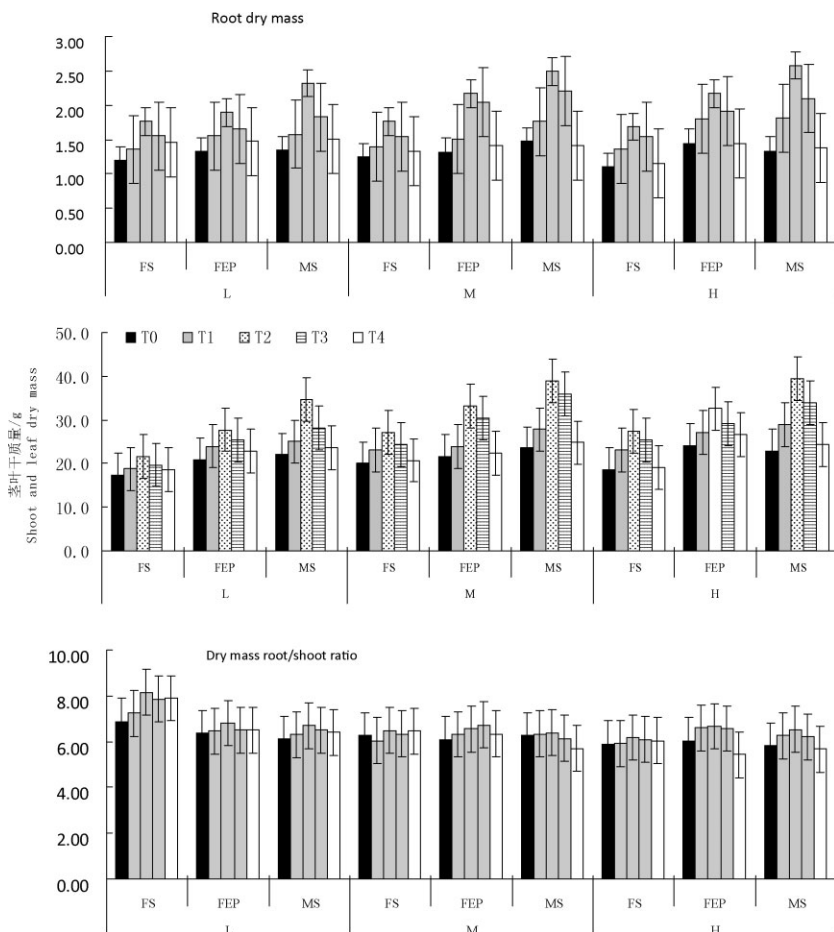 Root dry mass
3.00
2.50
2.00
1.50
1.00
0.50
0.00
FS FEP MS FS FEP MS FS FEP MS
L M H
50.0
40.0
30.0
20.0
10.0
0.0
T0 T1 T2 T3 T4
茎叶干质量/g
Shoot and leaf dry mass
FS FEP MS FS FEP MS FS FEP MS
L M H
Dry mass root/shoot ratio
10.00
8.00
6.00
4.00
2.00
0.00
FS FEP MS FS FEP MS FS FEP MS
L M H